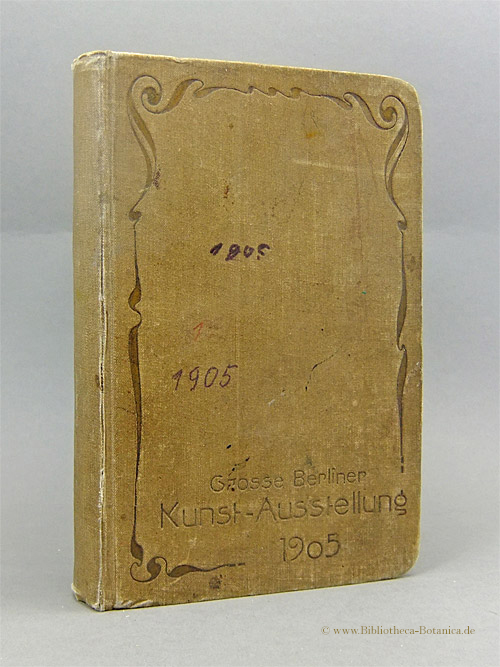 1905
1905
Grosse Berliner
Kunst-Ausstellung
1905
© www.Bibliotheca-Botanica.de